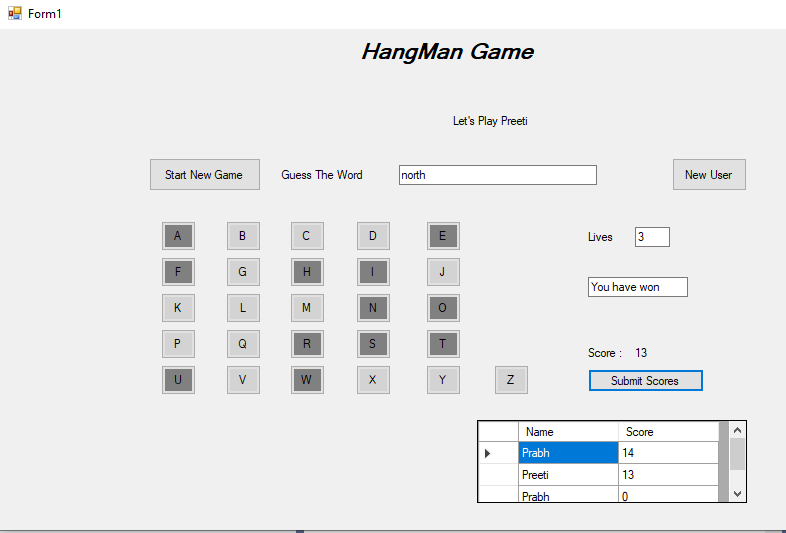 Form1
HangMan Game
Let's Play Preeti
Start New Game Guess The Word north New User
A B C D E Lives 3
F G H I J
You have won
K L M N O
P Q R S T
Score : 13
U V W X Y Z Submit Scores
Name Score
Prabh 14
Preeti 13
Prabh 0